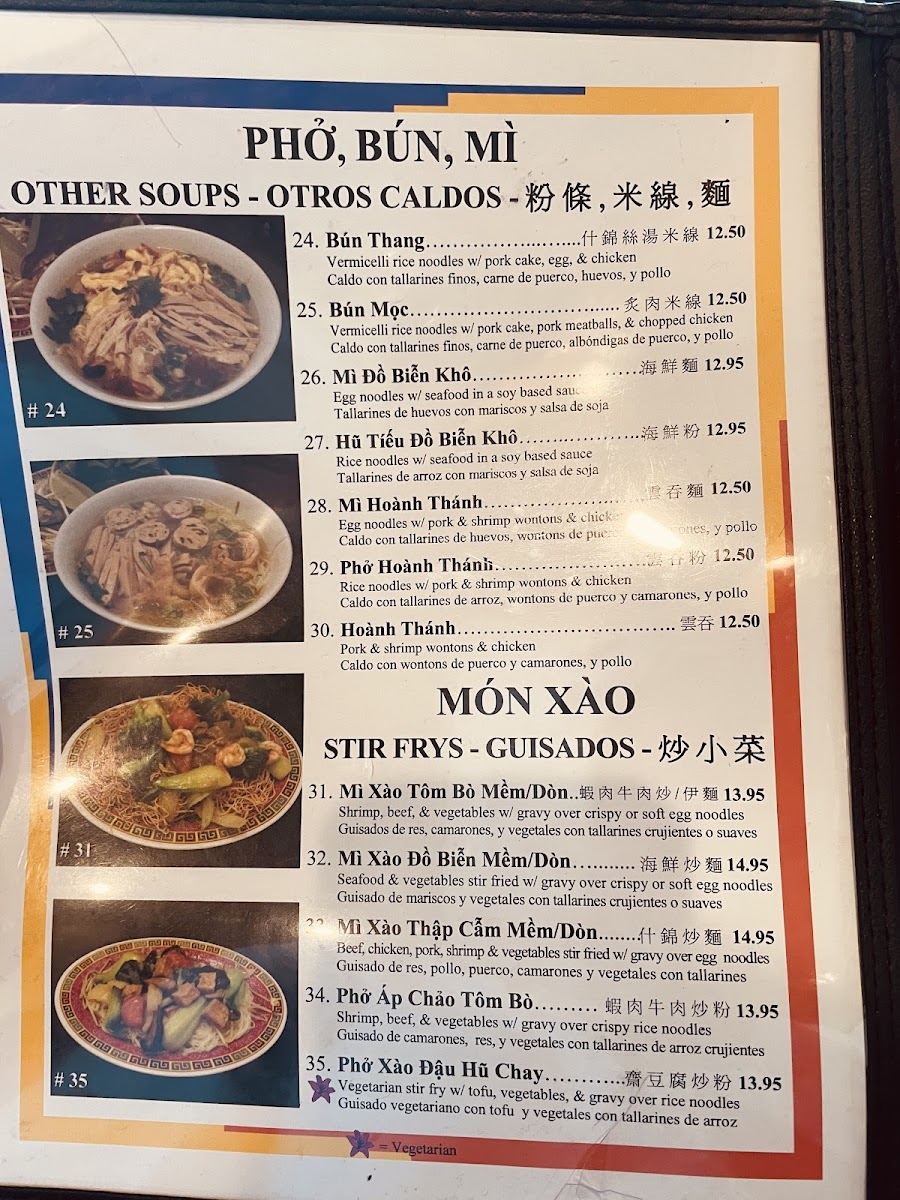 PHỞ, BÚN, MÌ
OTHER SOUPS - OTROS CALDOS - 粉條, 米線, 麵
24. Bún Thang....................什錦絲湯米線 12.50
Vermicelli rice noodles w/ pork cake, egg, & chicken
Caldo con tallarines finos, carne de puerco, huevos, y pollo
# 24
25. Bún Mọc.................................. 炙肉米線 12.50
Vermicelli rice noodles w/ pork cake, pork meatballs, & chopped chicken
Caldo con tallarines finos, carne de puerco, albóndigas de puerco, y pollo
26. Mì Đồ Biển Khô...........................海鮮麵 12.95
Egg noodles w/ seafood in a soy based sauce
Tallarines de huevos con mariscos y salsa de soja
27. Hũ Tíếu Đồ Biển Khô....................海鮮粉 12.95
Rice noodles w/ seafood in a soy based sauce
Tallarines de arroz con mariscos y salsa de soja
28. Mì Hoành Thánh.........................雲吞麵 12.50
Egg noodles w/ pork & shrimp wontons &
Caldo con tallarines de huevos, wontons de y pollo
29. Phở Hoành Thánh.......................雲吞粉 12.50
Rice noodles w/ pork & shrimp wontons & chicken
Caldo con tallarines de arroz, wontons de puerco y camarones, y pollo
# 25
30. Hoành Thánh................................... 雲吞 12.50
Pork & shrimp wontons & chicken
Caldo con wontons de puerco y camarones, y pollo
MÓN XÀO
STIR FRYS - GUISADOS - 炒小菜
31. Mì Xào Tôm Bò Mềm/Dòn..蝦肉牛肉炒/伊麵 13.95
Shrimp, beef, & vegetables w/ gravy over crispy or soft egg noodles
Guisados de res, camarones, y vegetales con tallarines crujientes o suaves
# 31
32. Mì Xào Đồ Biển Mềm/Dòn........... 海鮮炒麵 14.95
Seafood & vegetables stir fried w/ gravy over crispy or soft egg noodles
Guisado de mariscos y vegetales con tallarines crujientes o suaves
33. Mì Xào Thập Cẫm Mềm/Dòn.......什錦炒麵 14.95
Beef, chicken, pork, shrimp & vegetables stir fried w/ gravy over egg noodles
Guisado de res, pollo, puerco, camarones y vegetales con tallarines
34. Phở Áp Chảo Tôm Bò......... 蝦肉牛肉炒粉 13.95
Shrimp, beef, & vegetables w/ gravy over crispy rice noodles
Guisado de camarones, res, y vegetales con tallarines de arroz crujientes
35. Phở Xào Đậu Hũ Chay............齋豆腐炒粉 13.95
Vegetarian stir fry w/ tofu, vegetables, & gravy over rice noodles
Guisado vegetariano con tofu y vegetales con tallarines de arroz
# 35
= Vegetarian